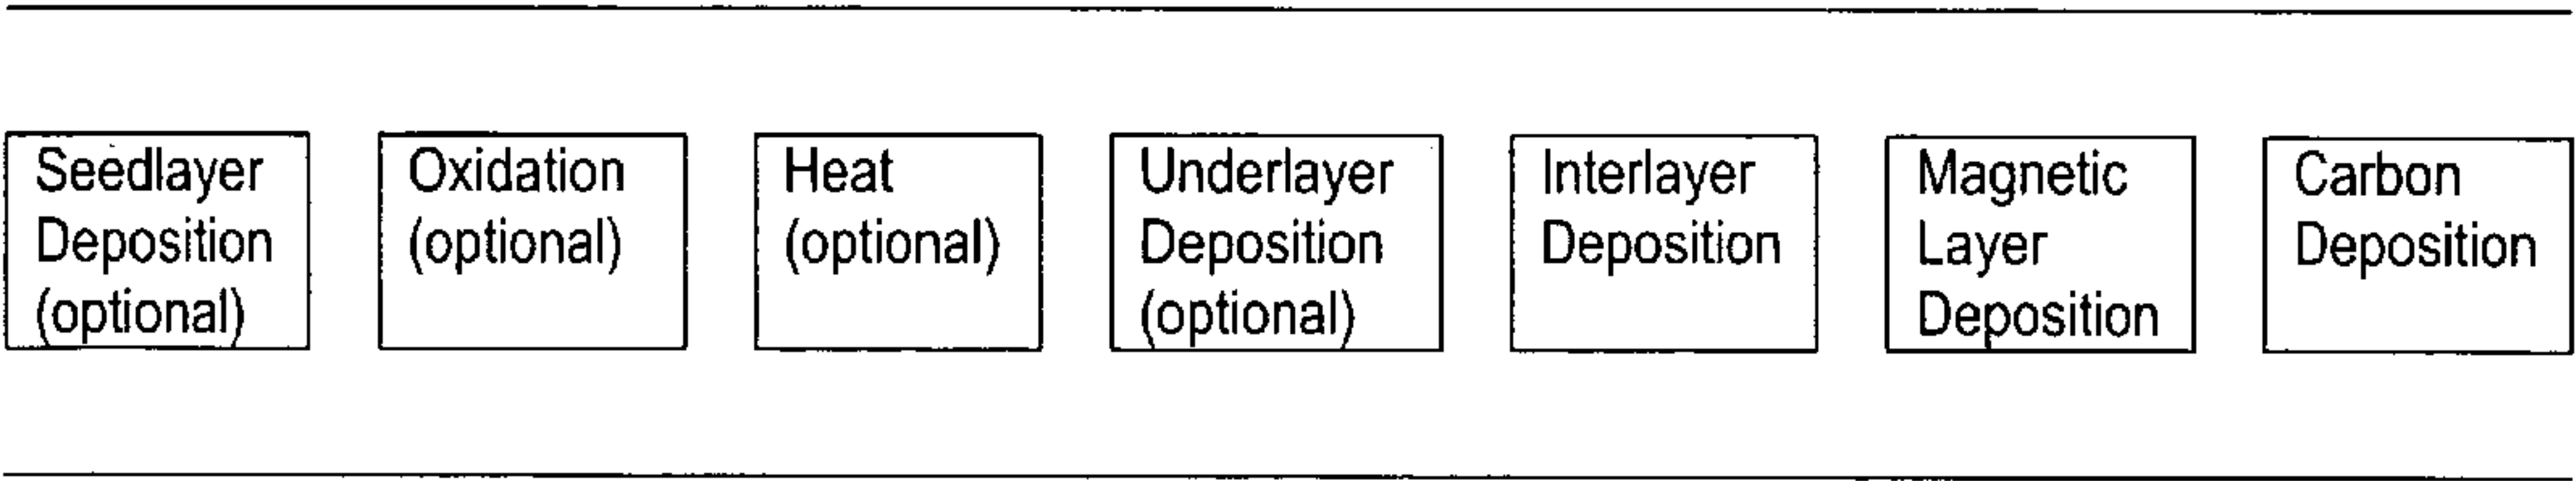 Seedlayer
Deposition
(optional)
Oxidation
(optional)
Heat
(optional)
Underlayer
Deposition
(optional)
Interlayer
Deposition
Magnetic
Layer
Deposition
Carbon
Deposition